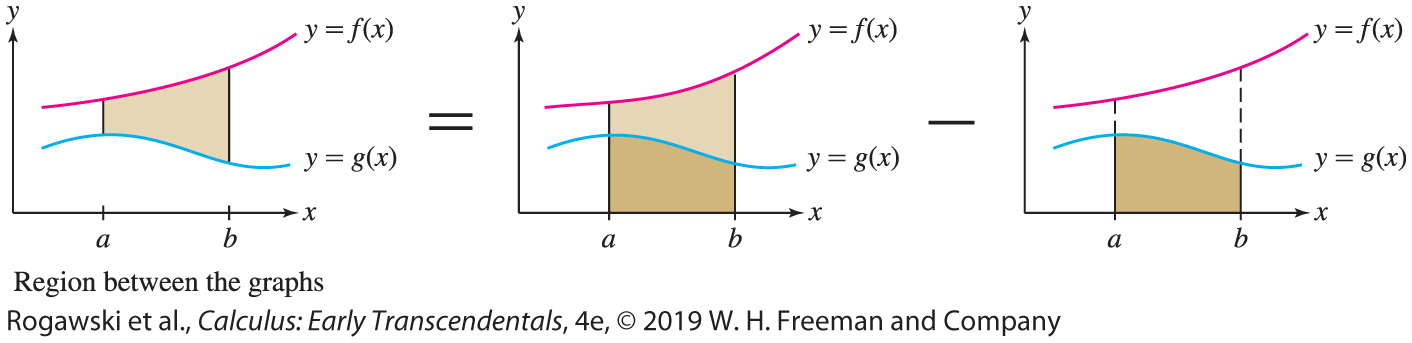 y y y
y = f(x) y = f(x) y = f(x)
= −
y = g(x) y = g(x) y = g(x)
x x x
a b a b a b
Region between the graphs
Rogawski et al., Calculus: Early Transcendentals, 4e, © 2019 W. H. Freeman and Company